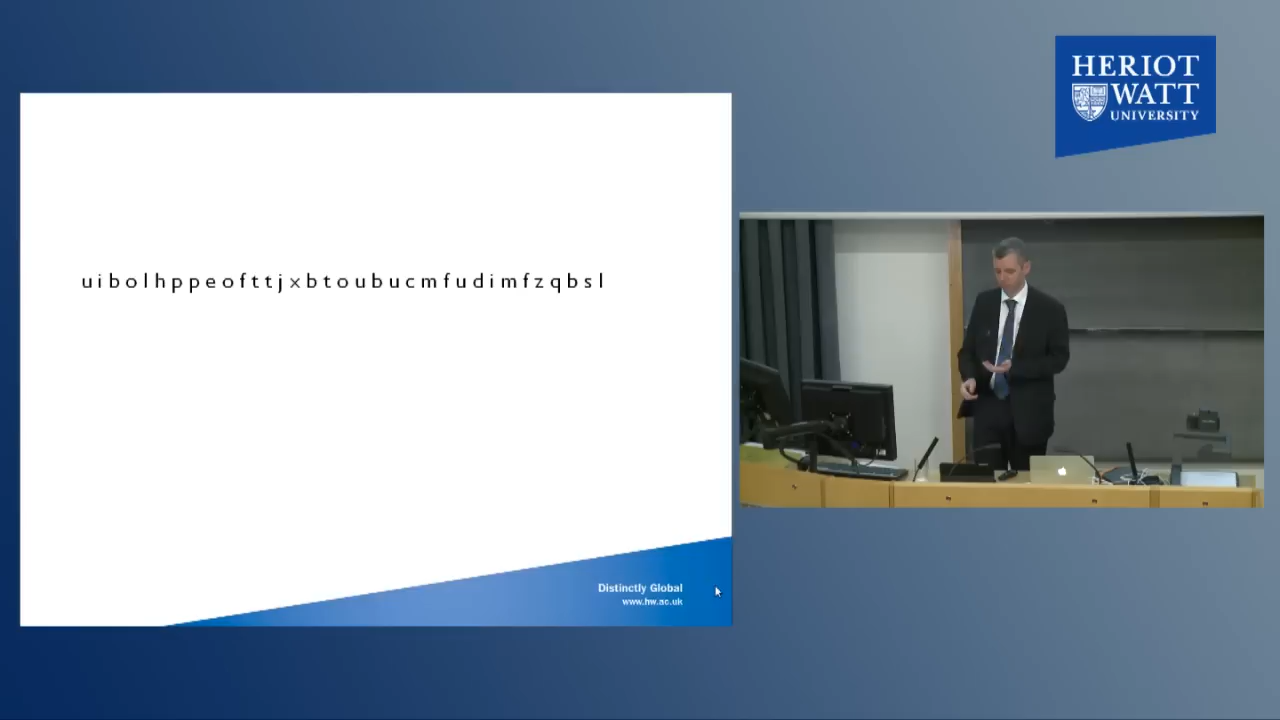 HERIOT
WATT
UNIVERSITY
u i b o l h p p e o f t t j x b t o u b u c m f u d i m f z q b s l
Distinctly Global
www.hw.ac.uk